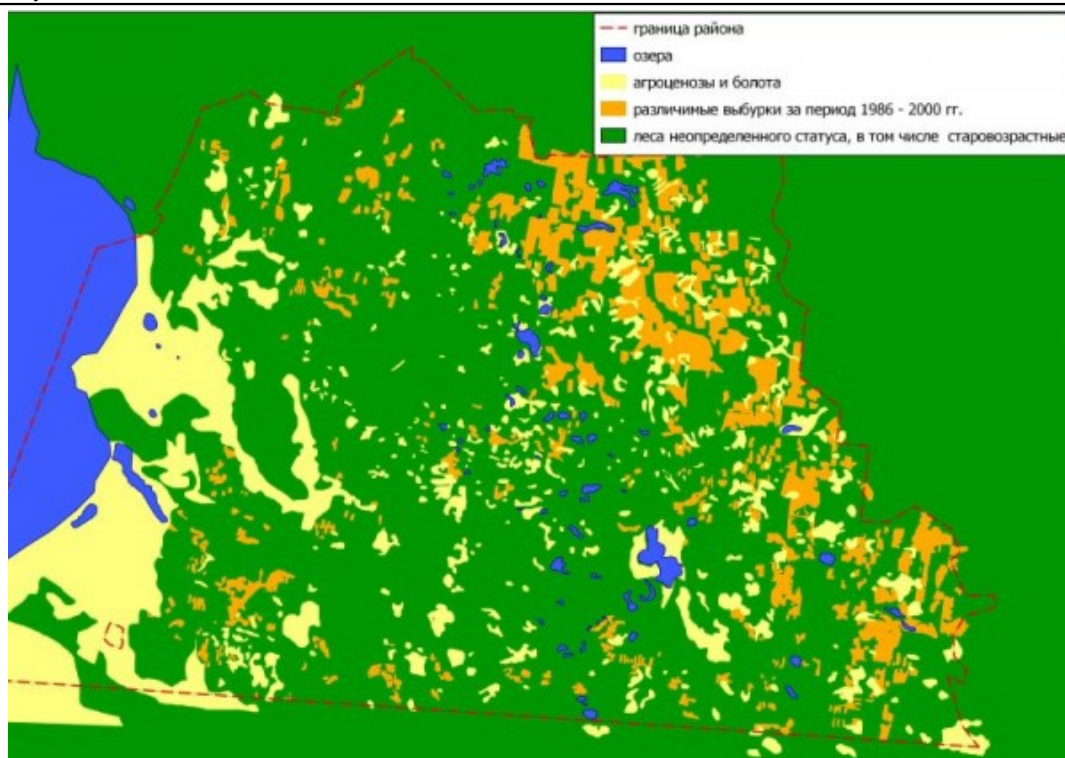 граница района
озера
агроценозы и болота
различимые выбурки за период 1986 - 2000 гг.
леса неопределенного статуса, в том числе старовозрастные